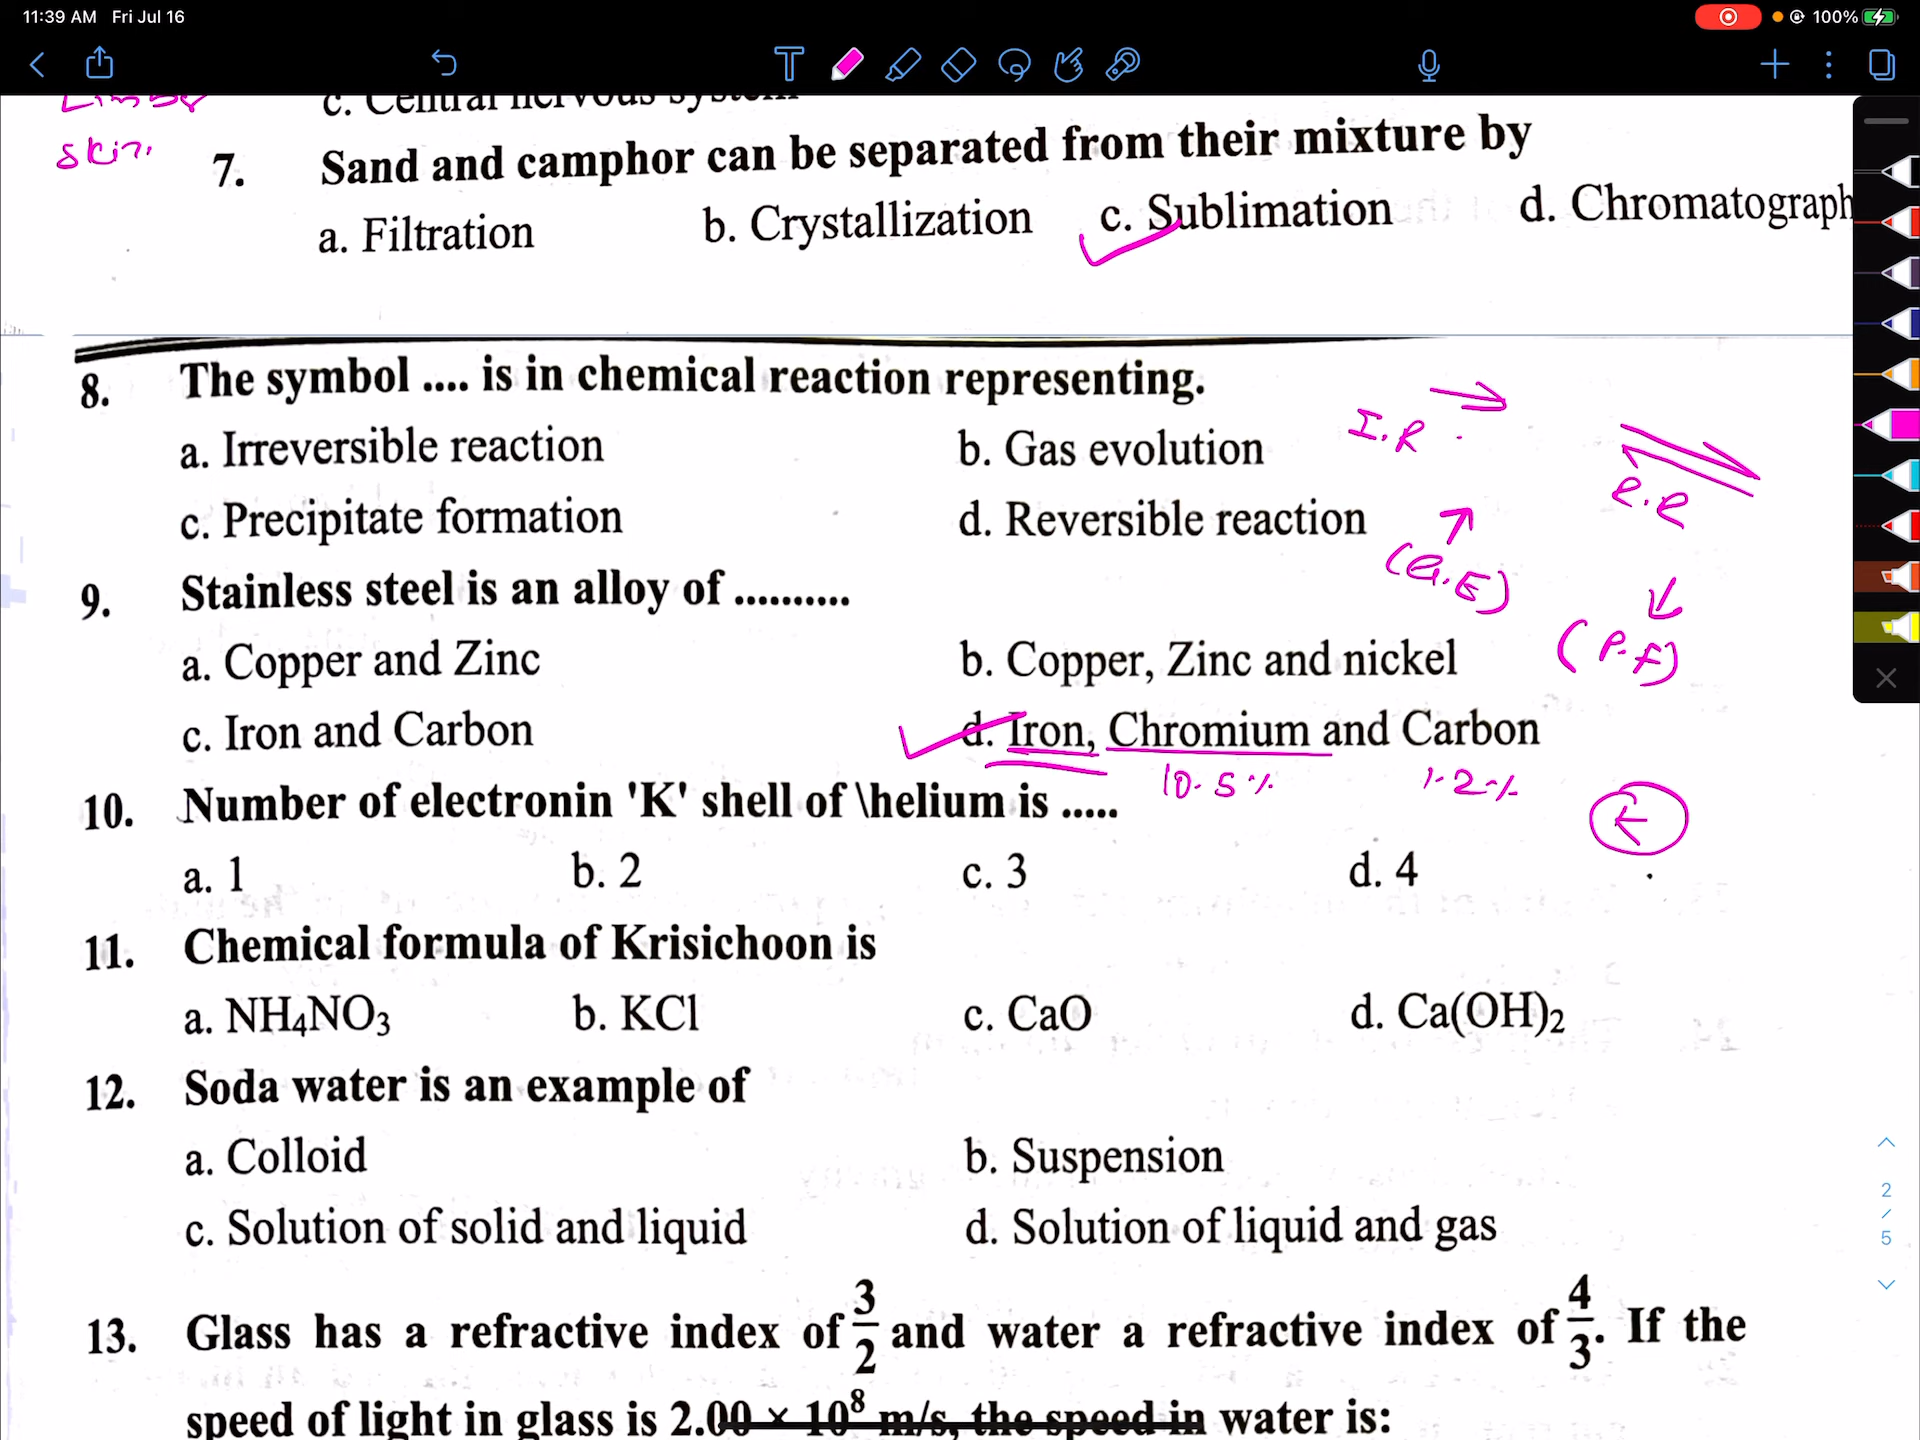 11:39 AM Fri Jul 16
100%
c. Central nervous system
skin.
7. Sand and camphor can be separated from their mixture by
a. Filtration b. Crystallization c. Sublimation d. Chromatograph
8. The symbol .... is in chemical reaction representing.
a. Irreversible reaction b. Gas evolution
I.R
c. Precipitate formation d. Reversible reaction
R.R
(G.E)
9. Stainless steel is an alloy of ..........
a. Copper and Zinc b. Copper, Zinc and nickel
(P.F)
c. Iron and Carbon d. Iron, Chromium and Carbon
10.5% 1.2%
10. Number of electronin 'K' shell of \helium is .....
a. 1 b. 2 c. 3 d. 4
11. Chemical formula of Krisichoon is
a. NH₄NO₃ b. KCl c. CaO d. Ca(OH)₂
12. Soda water is an example of
a. Colloid b. Suspension
c. Solution of solid and liquid d. Solution of liquid and gas
2
/
5
13. Glass has a refractive index of 3/2 and water a refractive index of 4/3. If the
speed of light in glass is 2.00 × 10⁸ m/s, the speed in water is: